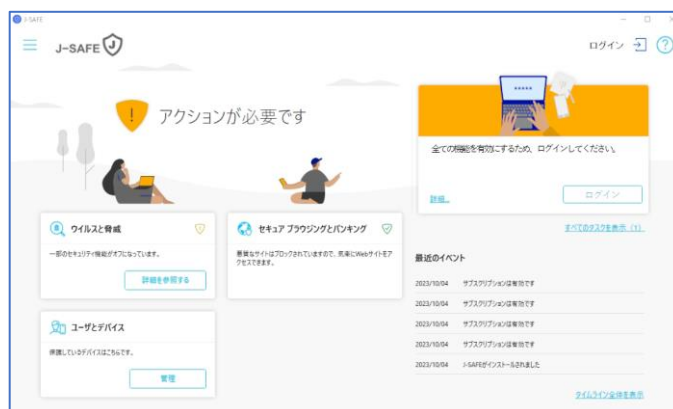 J-SAFE
J-SAFE
ログイン
アクションが必要です
全ての機能を有効にするため、ログインしてください。
詳細...
ログイン
すべてのタスクを表示 (1)
ウイルスと脅威
一部のセキュリティ機能がオフになっています。
詳細を参照する
セキュア ブラウジングとバンキング
悪質なサイトはブロックされていますので、気楽にWebサイトをア
クセスできます。
ユーザとデバイス
保護しているデバイスはこちらです。
管理
最近のイベント
2023/10/04 サブスクリプションは有効です
2023/10/04 サブスクリプションは有効です
2023/10/04 サブスクリプションは有効です
2023/10/04 サブスクリプションは有効です
2023/10/04 J-SAFEがインストールされました
タイムライン全体を表示